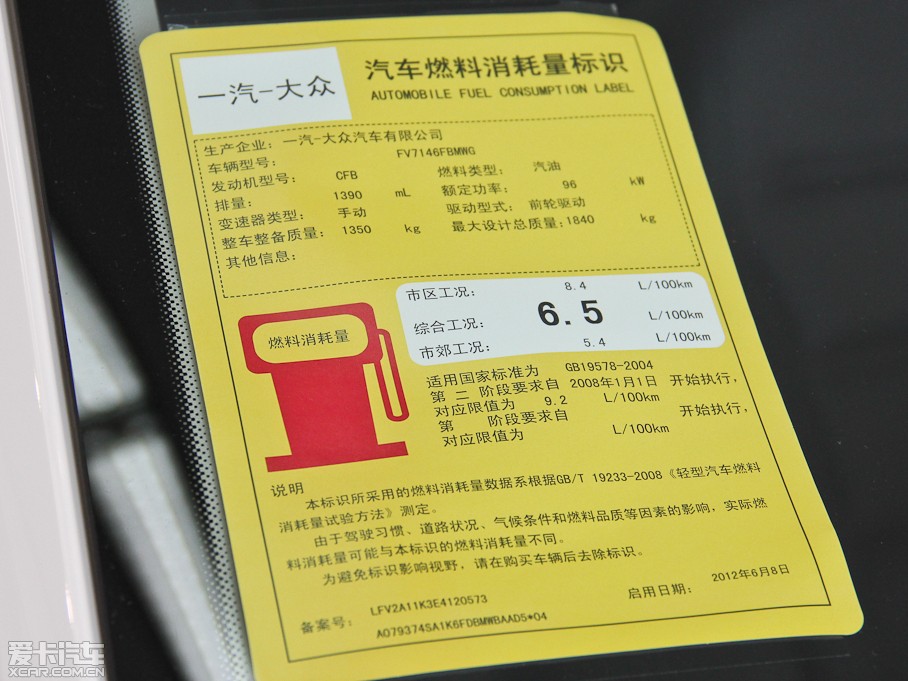 一汽-大众
汽车燃料消耗量标识
AUTOMOBILE FUEL CONSUMPTION LABEL
生产企业: 一汽-大众汽车有限公司
车辆型号: FV7146FBMWG
发动机型号: CFB 燃料类型: 汽油
排量: 1390 mL 额定功率: 96 kW
变速器类型: 手动 驱动型式: 前轮驱动
整车整备质量: 1350 kg 最大设计总质量:1840 kg
其他信息:
燃料消耗量
市区工况: 8.4 L/100km
综合工况: 6.5 L/100km
市郊工况: 5.4 L/100km
适用国家标准为 GB19578-2004
第 二 阶段要求自 2008年1月1日 开始执行,
对应限值为 9.2 L/100km
第 阶段要求自 开始执行,
对应限值为 L/100km
说明
本标识所采用的燃料消耗量数据系根据GB/T 19233-2008《轻型汽车燃料
消耗量试验方法》测定。
由于驾驶习惯、道路状况、气候条件和燃料品质等因素的影响,实际燃
料消耗量可能与本标识的燃料消耗量不同。
为避免标识影响视野,请在购买车辆后去除标识。
备案号: LFV2A11K3E4120573 启用日期: 2012年6月8日
A079374SA1K6FDBMWBAAD5*04
爱卡汽车
XCAR.COM.CN